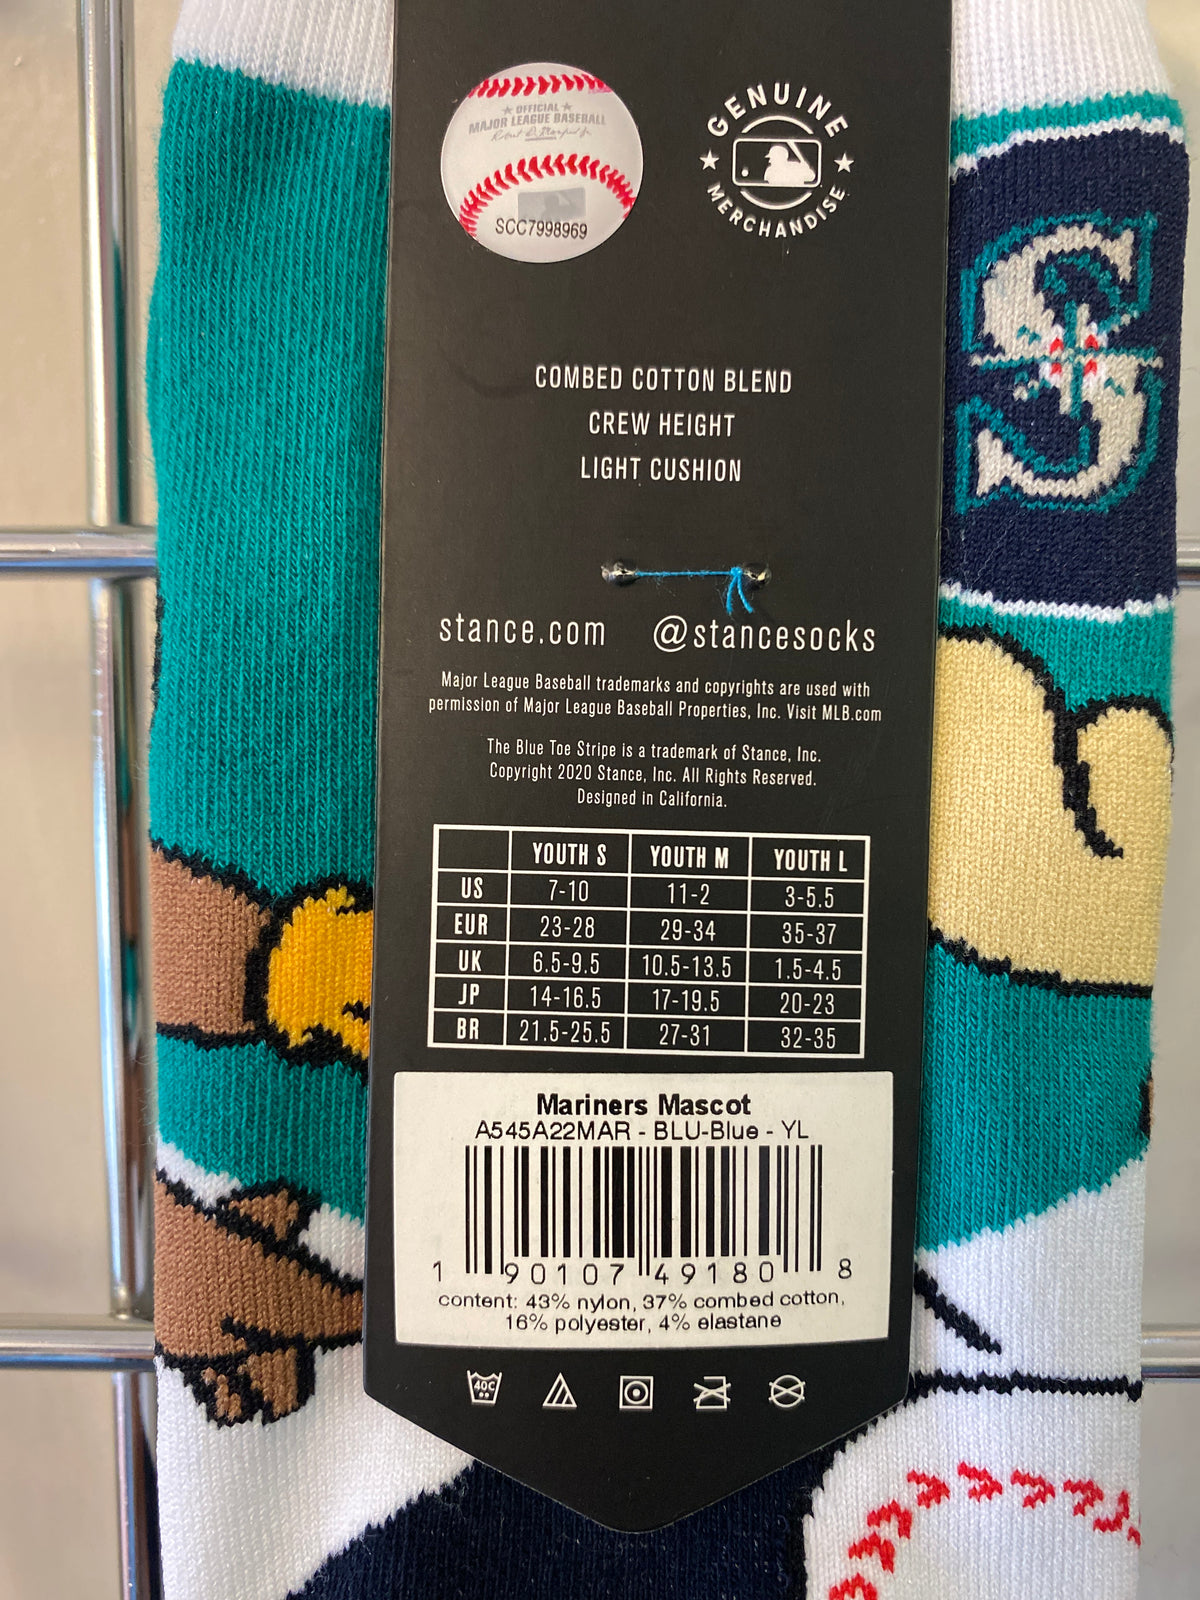 OFFICIAL
MAJOR LEAGUE BASEBALL
SCC7998969
GENUINE
MERCHANDISE
S
COMBED COTTON BLEND
CREW HEIGHT
LIGHT CUSHION
stance.com @stancesocks
Major League Baseball trademarks and copyrights are used with
permission of Major League Baseball Properties, Inc. Visit MLB.com
The Blue Toe Stripe is a trademark of Stance, Inc.
Copyright 2020 Stance, Inc. All Rights Reserved.
Designed in California.
YOUTH S YOUTH M YOUTH L
US 7-10 11-2 3-5.5
EUR 23-28 29-34 35-37
UK 6.5-9.5 10.5-13.5 1.5-4.5
JP 14-16.5 17-19.5 20-23
BR 21.5-25.5 27-31 32-35
Mariners Mascot
A545A22MAR - BLU-Blue - YL
1 90107 49180 8
content: 43% nylon, 37% combed cotton,
16% polyester, 4% elastane
40C